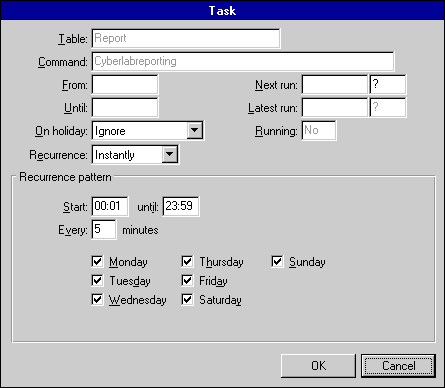 Task
Table: Report
Command: Cyberlabreporting
From: Next run: ?
Until: Latest run: ?
On holiday: Ignore Running: No
Recurrence: Instantly
Recurrence pattern
Start: 00:01 until: 23:59
Every: 5 minutes
Monday Thursday Sunday
Tuesday Friday
Wednesday Saturday
OK Cancel